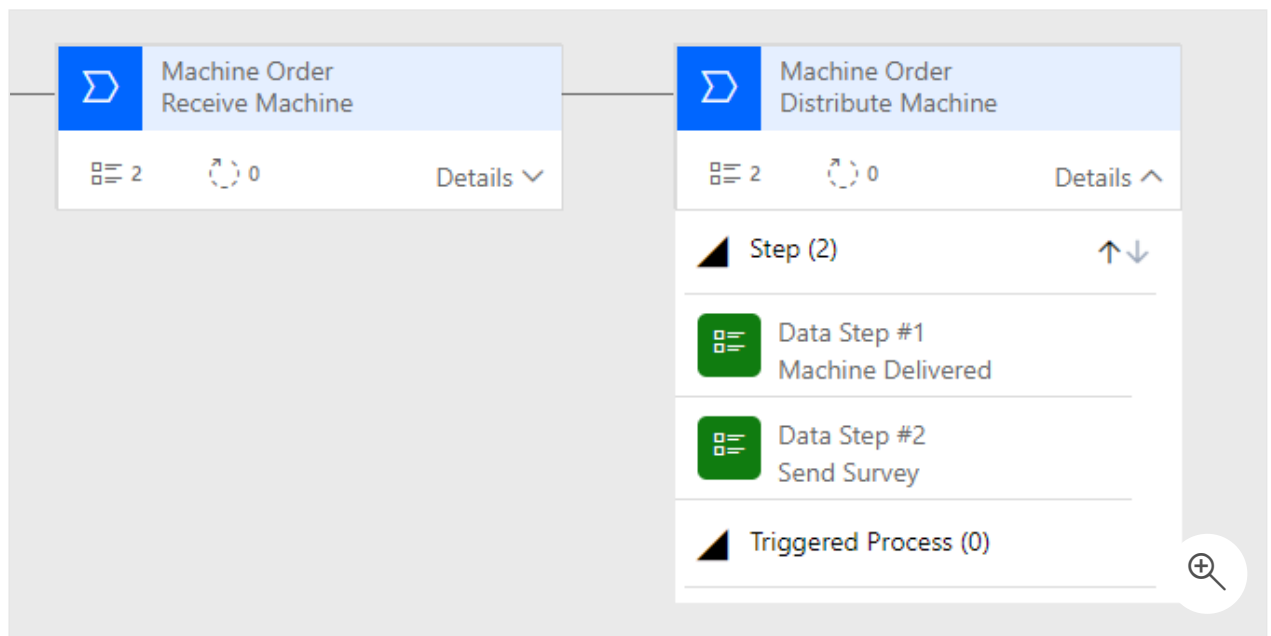 Machine Order
Receive Machine
2 0 Details
Machine Order
Distribute Machine
2 0 Details
Step (2)
Data Step #1
Machine Delivered
Data Step #2
Send Survey
Triggered Process (0)